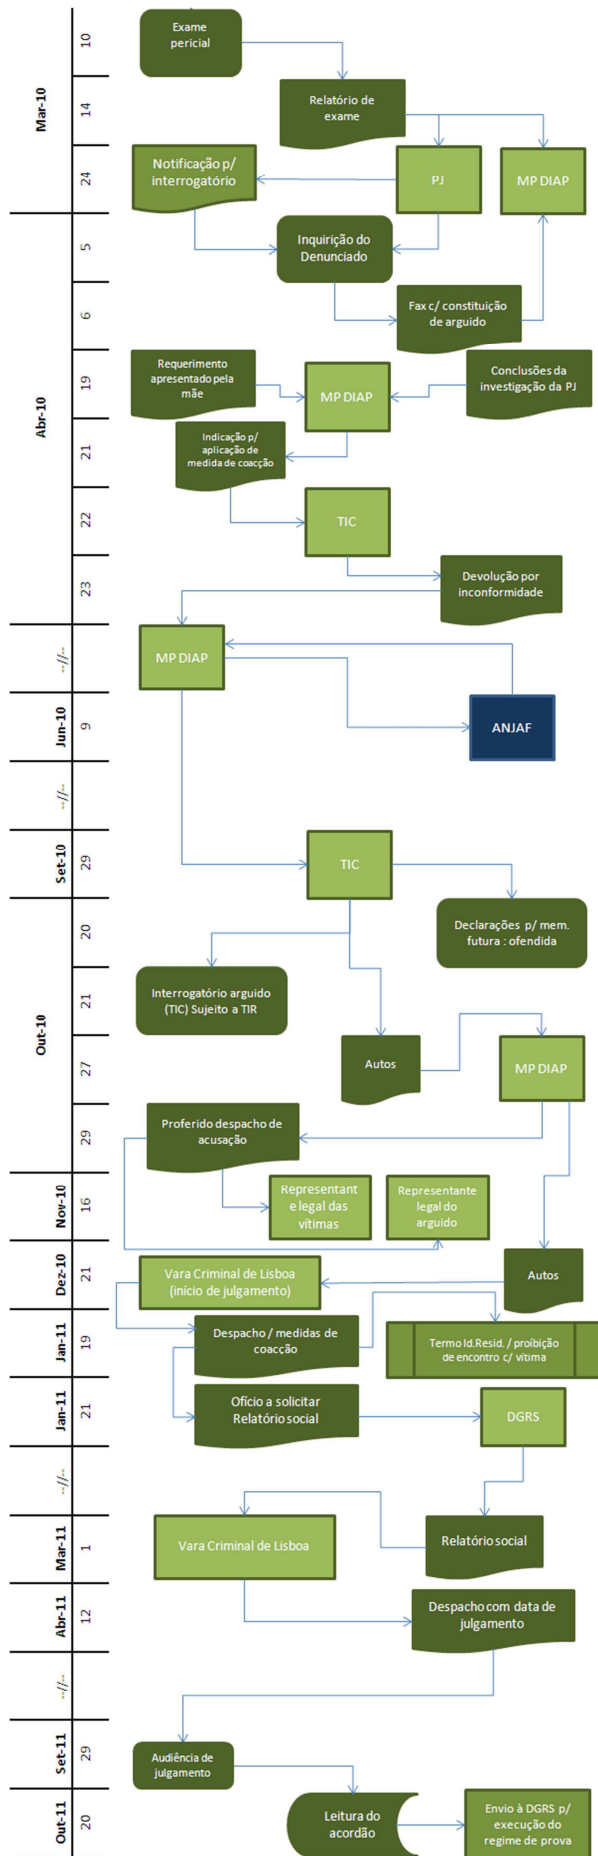 Mar-10
10
Exame
pericial
14
Relatório de
exame
24
Notificação p/
interrogatório
PJ
MP DIAP
Abr-10
5
Inquirição do
Denunciado
6
Fax c/ constituição
de arguido
19
Requerimento
apresentado pela
mãe
MP DIAP
Conclusões da
investigação da PJ
21
Indicação p/
aplicação de
medida de coacção
22
TIC
23
Devolução por
inconformidade
--//--
MP DIAP
Jun-10
9
ANJAF
--//--
Set-10
29
TIC
Out-10
20
Declarações p/ mem.
futura : ofendida
21
Interrogatório arguido
(TIC) Sujeito a TIR
27
Autos
MP DIAP
29
Proferido despacho de
acusação
Nov-10
16
Representant
e legal das
vítimas
Representante
legal do
arguido
Dez-10
21
Vara Criminal de Lisboa
(início de julgamento)
Autos
Jan-11
19
Despacho / medidas de
coacção
Termo Id.Resid. / proíbição
de encontro c/ vítima
Jan-11
21
Ofício a solicitar
Relatório social
DGRS
--//--
Mar-11
1
Vara Criminal de Lisboa
Relatório social
Abr-11
12
Despacho com data de
julgamento
--//--
Set-11
29
Audiência de
julgamento
Out-11
20
Leitura do
acordão
Envio à DGRS p/
execução do
regime de prova